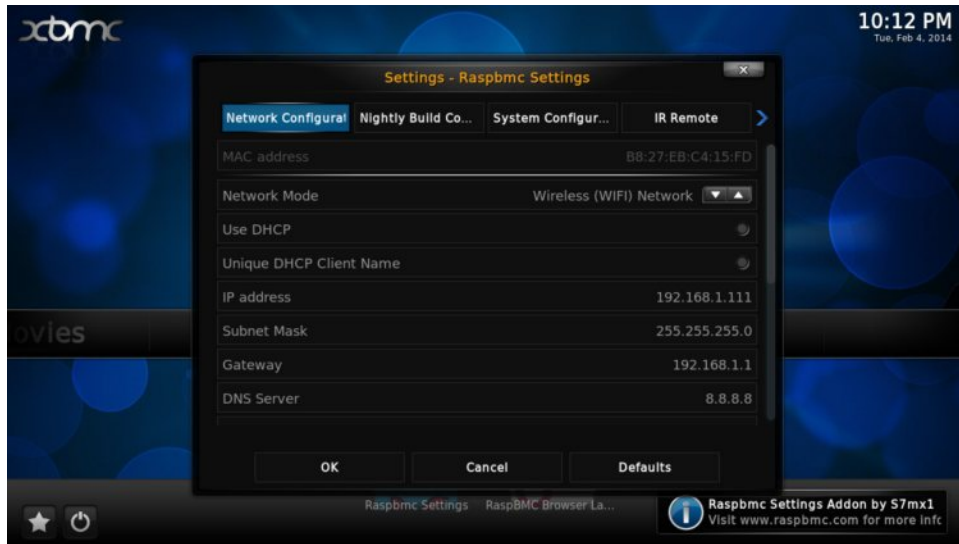 xbmc
10:12 PM
Tue, Feb 4, 2014
Settings - Raspbmc Settings
x
Network Configurat
Nightly Build Co...
System Configur...
IR Remote
MAC address B8:27:EB:C4:15:FD
Network Mode Wireless (WIFI) Network
Use DHCP
Unique DHCP Client Name
IP address 192.168.1.111
Subnet Mask 255.255.255.0
Gateway 192.168.1.1
DNS Server 8.8.8.8
ovies
OK
Cancel
Defaults
Raspbmc Settings
RaspBMC Browser La...
Raspbmc Settings Addon by S7mx1
Visit www.raspbmc.com for more info